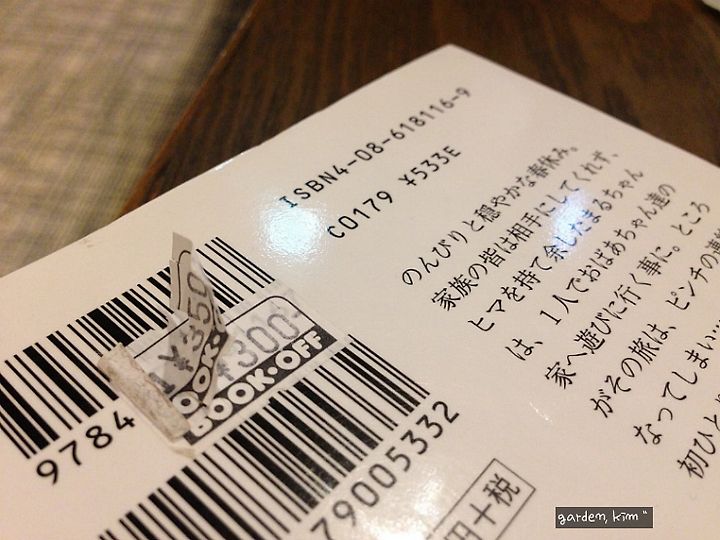 ISBN4-08-618116-9
C0179 ¥533E
のんびりと穏やかな春休み。
家族の皆は相手にしてくれず、
ヒマを持て余したまるちゃん
は、1人でおばあちゃん達の
家へ遊びに行く事に。ところ
がその旅は、ピンチの連
なってしまい…
初ひと
¥350
OOK・
¥300-
BOOK・OFF
9784
79005332
円+税
garden, kim "